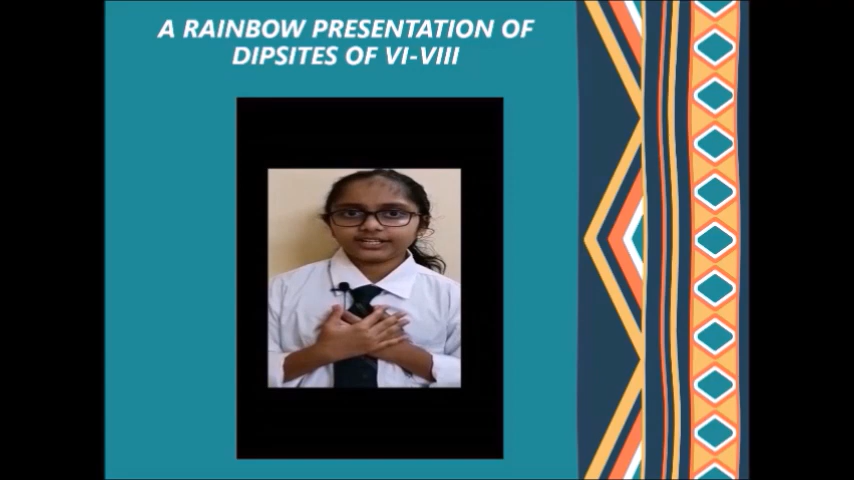 A RAINBOW PRESENTATION OF
DIPSITES OF VI-VIII